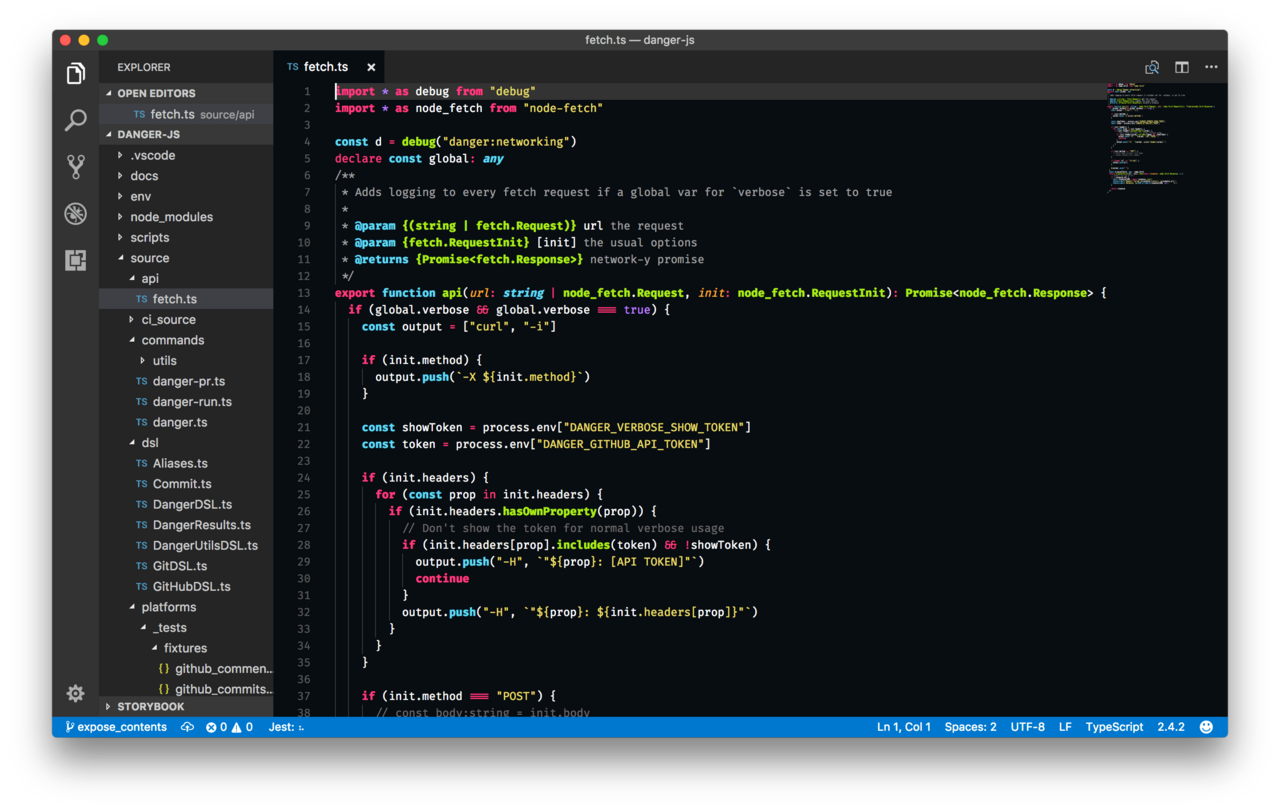 fetch.ts — danger-js
EXPLORER
OPEN EDITORS
TS fetch.ts source/api
DANGER-JS
.vscode
docs
env
node_modules
scripts
source
api
TS fetch.ts
ci_source
commands
utils
TS danger-pr.ts
TS danger-run.ts
TS danger.ts
dsl
TS Aliases.ts
TS Commit.ts
TS DangerDSL.ts
TS DangerResults.ts
TS DangerUtilsDSL.ts
TS GitDSL.ts
TS GitHubDSL.ts
platforms
_tests
fixtures
{} github_commen...
{} github_commits...
STORYBOOK
TS fetch.ts ×
1 import * as debug from "debug"
2 import * as node_fetch from "node-fetch"
3
4 const d = debug("danger:networking")
5 declare const global: any
6 /**
7 * Adds logging to every fetch request if a global var for `verbose` is set to true
8 *
9 * @param {(string | fetch.Request)} url the request
10 * @param {fetch.RequestInit} [init] the usual options
11 * @returns {Promise<fetch.Response>} network-y promise
12 */
13 export function api(url: string | node_fetch.Request, init: node_fetch.RequestInit): Promise<node_fetch.Response> {
14 if (global.verbose && global.verbose === true) {
15 const output = ["curl", "-i"]
16
17 if (init.method) {
18 output.push(`-X ${init.method}`)
19 }
20
21 const showToken = process.env["DANGER_VERBOSE_SHOW_TOKEN"]
22 const token = process.env["DANGER_GITHUB_API_TOKEN"]
23
24 if (init.headers) {
25 for (const prop in init.headers) {
26 if (init.headers.hasOwnProperty(prop)) {
27 // Don't show the token for normal verbose usage
28 if (init.headers[prop].includes(token) && !showToken) {
29 output.push("-H", `"${prop}: [API TOKEN]"`)
30 continue
31 }
32 output.push("-H", `"${prop}: ${init.headers[prop]}"`)
33 }
34 }
35 }
36
37 if (init.method === "POST") {
38 // const body:string = init.body
expose_contents 0 0 Jest: :.
Ln 1, Col 1 Spaces: 2 UTF-8 LF TypeScript 2.4.2